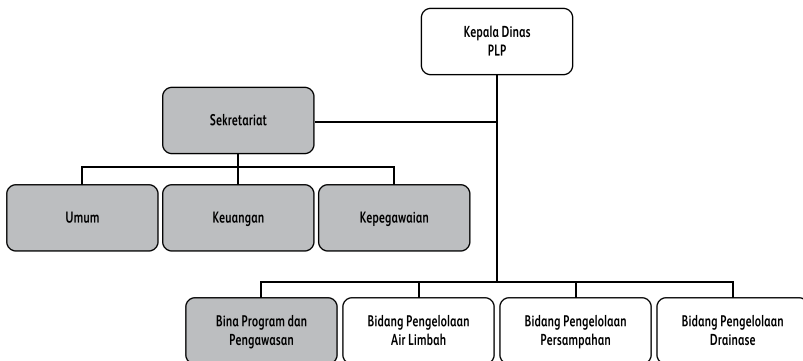 Kepala Dinas
PLP
Sekretariat
Umum
Keuangan
Kepegawaian
Bina Program dan
Pengawasan
Bidang Pengelolaan
Air Limbah
Bidang Pengelolaan
Persampahan
Bidang Pengelolaan
Drainase